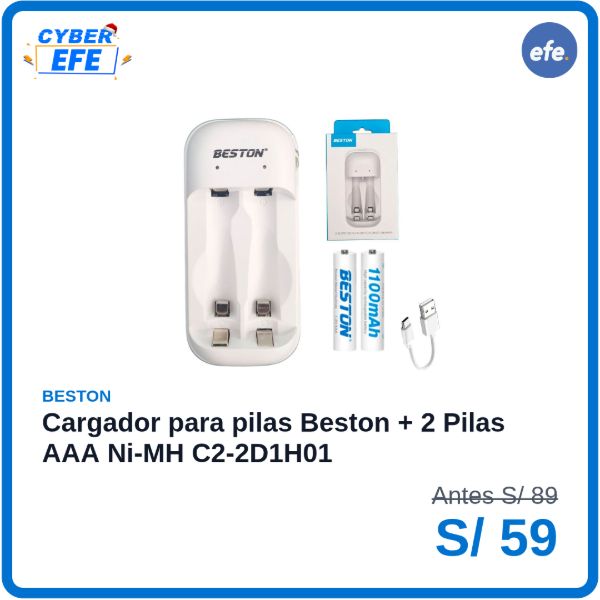 CYBER
EFE
efe.
BESTON
BESTON
BESTON
1100mAh
BESTON
Cargador para pilas Beston + 2 Pilas
AAA Ni-MH C2-2D1H01
Antes S/ 89
S/ 59